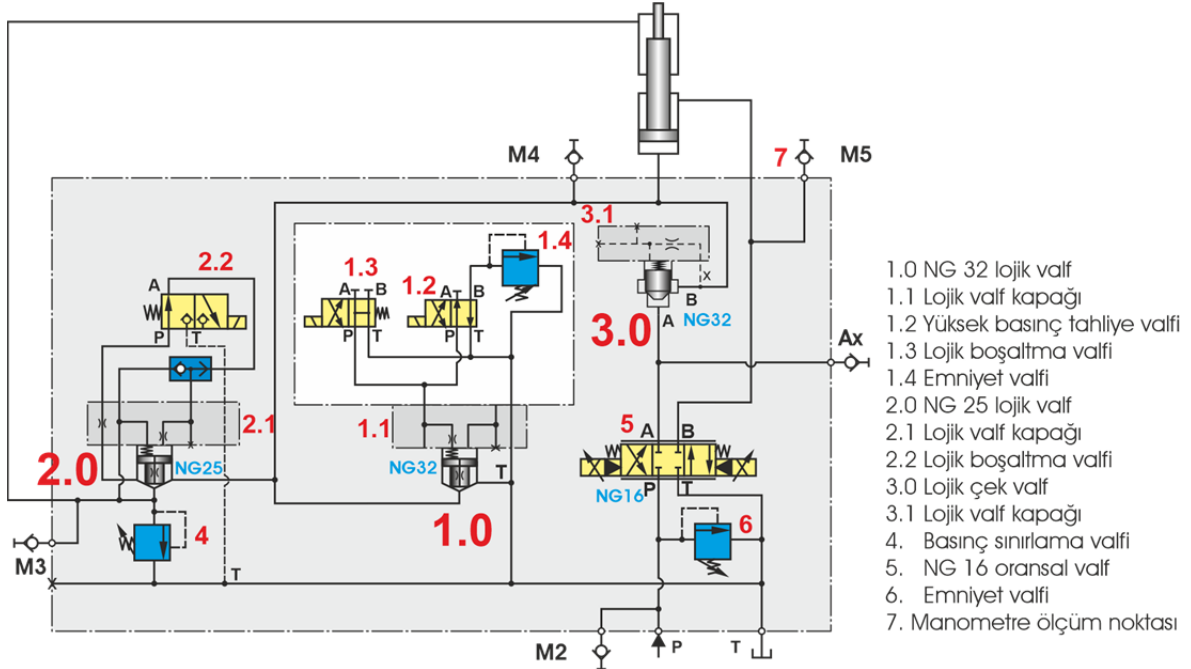 M4
7
M5
3.1
2.2
A
P
T
1.3
A
B
P
T
1.2
A
B
P
T
1.4
X
B
A
NG32
3.0
Ax
2.1
NG25
2.0
1.1
NG32
T
1.0
5
A
B
P
T
NG16
6
4
M3
T
M2
P
T
1.0 NG 32 lojik valf
1.1 Lojik valf kapağı
1.2 Yüksek basınç tahliye valfi
1.3 Lojik boşaltma valfi
1.4 Emniyet valfi
2.0 NG 25 lojik valf
2.1 Lojik valf kapağı
2.2 Lojik boşaltma valfi
3.0 Lojik çek valf
3.1 Lojik valf kapağı
4. Basınç sınırlama valfi
5. NG 16 oransal valf
6. Emniyet valfi
7. Manometre ölçüm noktası